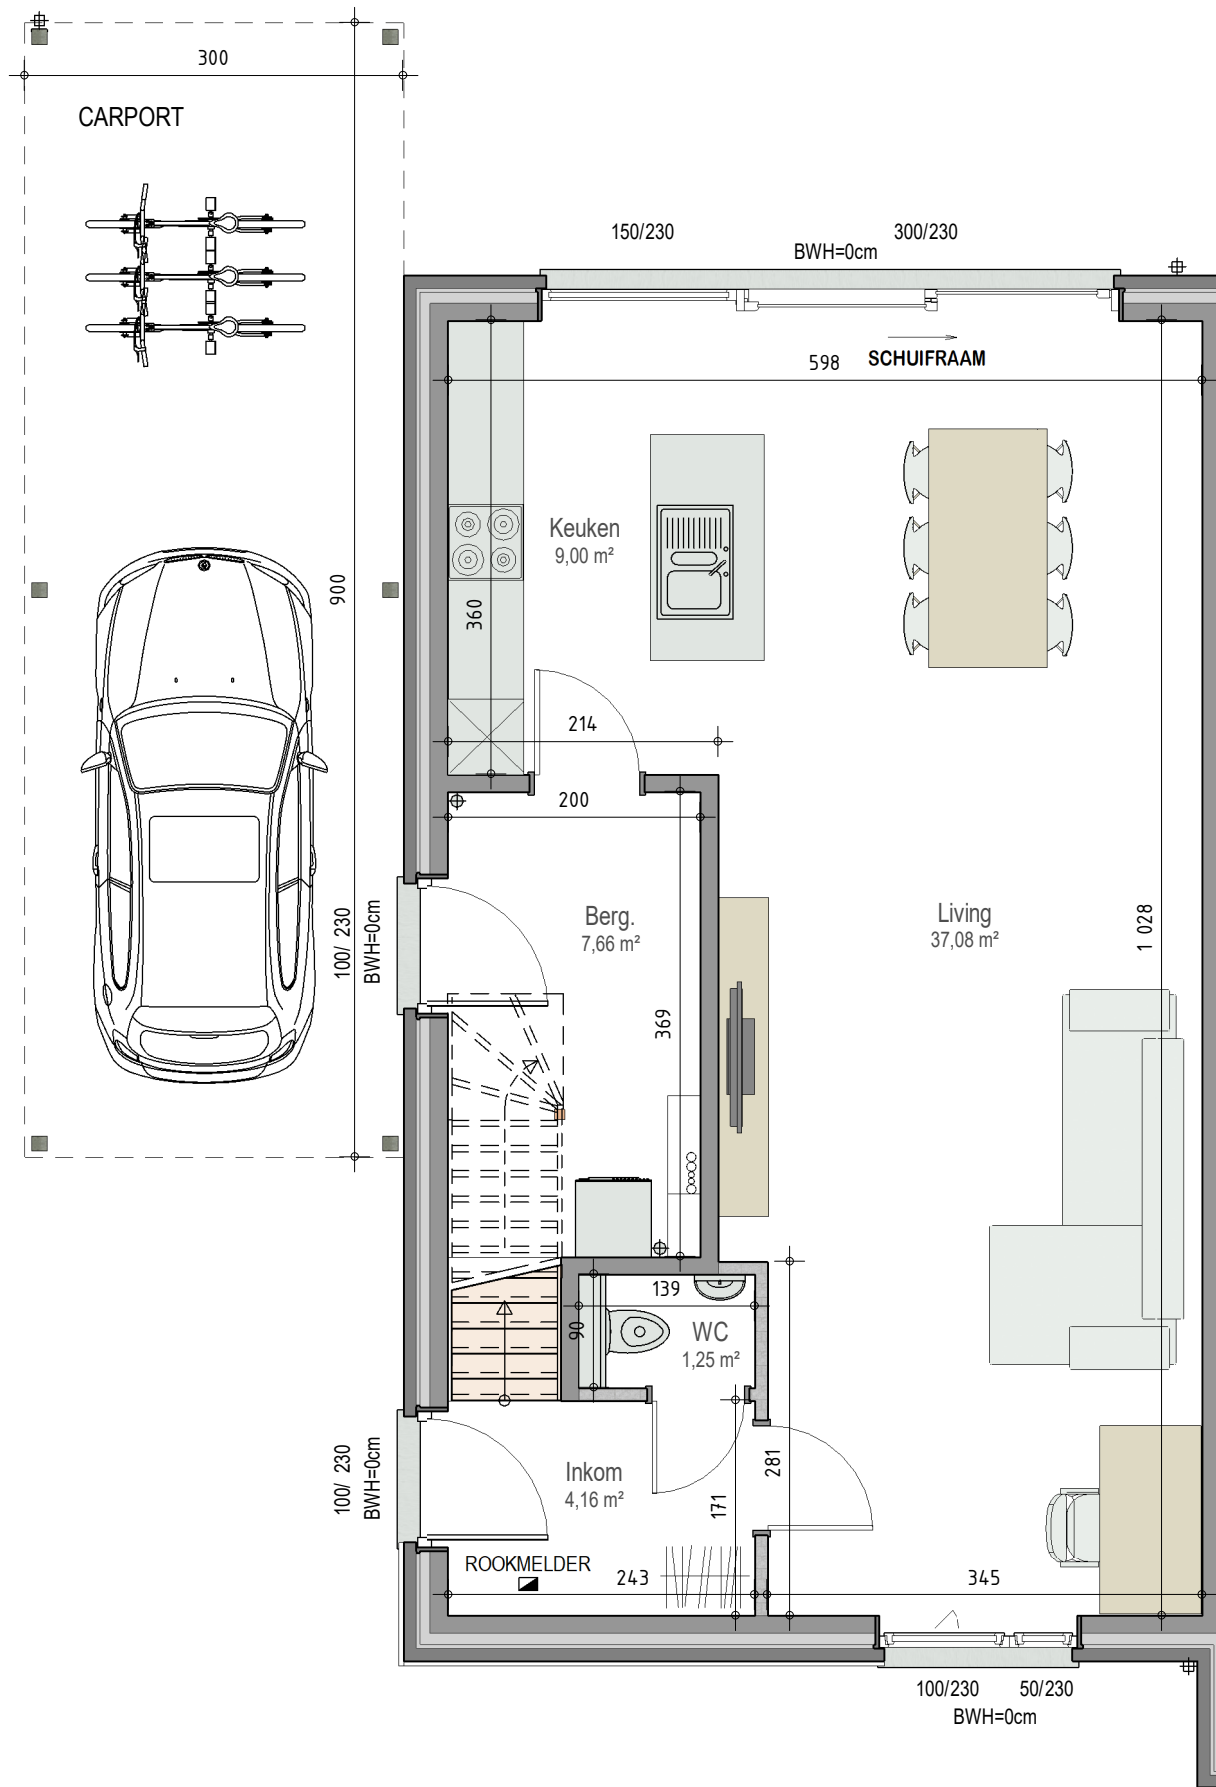 300
CARPORT
150/230
300/230
BWH=0cm
598
SCHUIFRAAM
Keuken
9,00 m²
900
360
214
200
100/ 230
BWH=0cm
Berg.
7,66 m²
Living
37,08 m²
1 028
369
139
90
WC
1,25 m²
100/ 230
BWH=0cm
Inkom
4,16 m²
281
171
ROOKMELDER
243
345
100/230
50/230
BWH=0cm